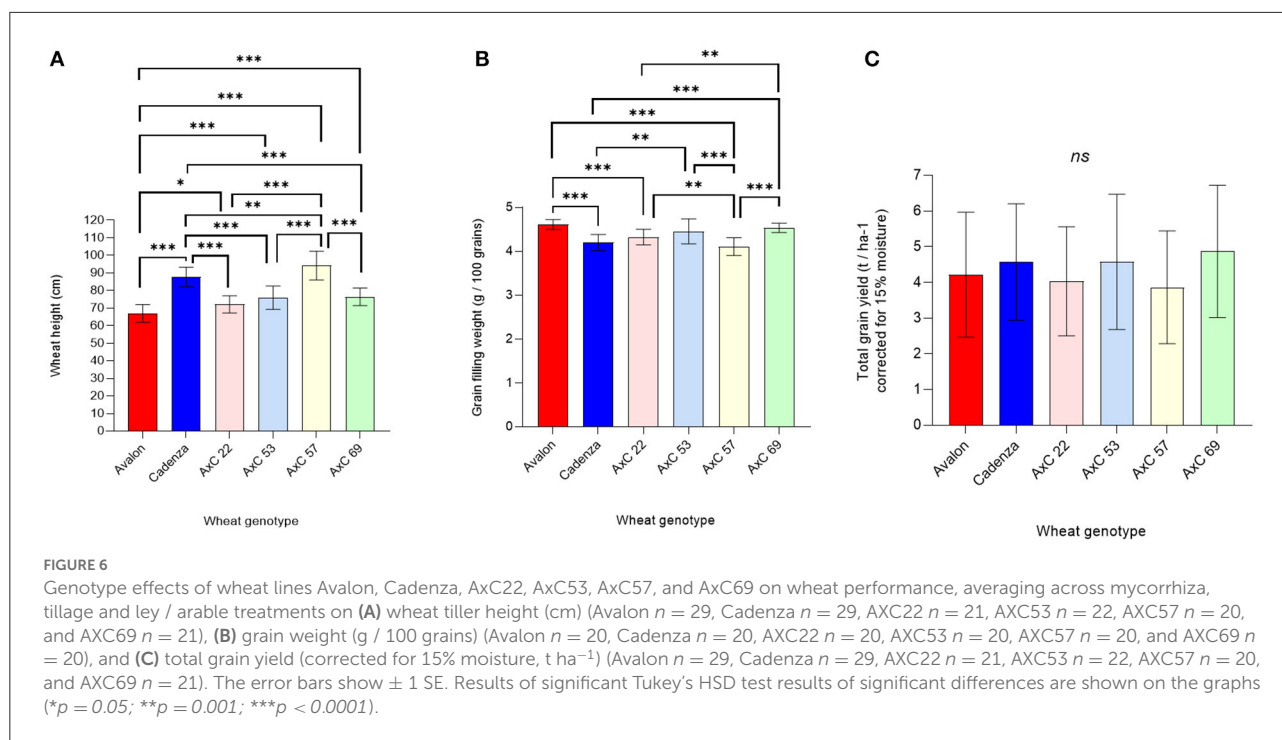 A
***
***
***
***
*
***
**
***
***
***
***
***
120
110
100
90
80
70
60
50
40
30
20
10
0
Wheat height (cm)
Avalon
Cadenza
AxC 22
AxC 53
AxC 57
AxC 69
Wheat genotype
B
**
***
***
**
***
***
**
***
***
5
4
3
2
1
0
Grain filling weight (g / 100 grains)
Avalon
Cadenza
AxC 22
AxC 53
AxC 57
AxC 69
Wheat genotype
C
ns
7
6
5
4
3
2
1
0
Total grain yield (t / ha-1
corrected for 15% moisture)
Avalon
Cadenza
AxC 22
AxC 53
AxC 57
AxC 69
Wheat genotype
FIGURE 6
Genotype effects of wheat lines Avalon, Cadenza, AxC22, AxC53, AxC57, and AxC69 on wheat performance, averaging across mycorrhiza,
tillage and ley / arable treatments on (A) wheat tiller height (cm) (Avalon n = 29, Cadenza n = 29, AXC22 n = 21, AXC53 n = 22, AXC57 n = 20,
and AXC69 n = 21), (B) grain weight (g / 100 grains) (Avalon n = 20, Cadenza n = 20, AXC22 n = 20, AXC53 n = 20, AXC57 n = 20, and AXC69 n
= 20), and (C) total grain yield (corrected for 15% moisture, t ha⁻¹) (Avalon n = 29, Cadenza n = 29, AXC22 n = 21, AXC53 n = 22, AXC57 n = 20,
and AXC69 n = 21). The error bars show ± 1 SE. Results of significant Tukey's HSD test results of significant differences are shown on the graphs
(*p = 0.05; **p = 0.001; ***p < 0.0001).